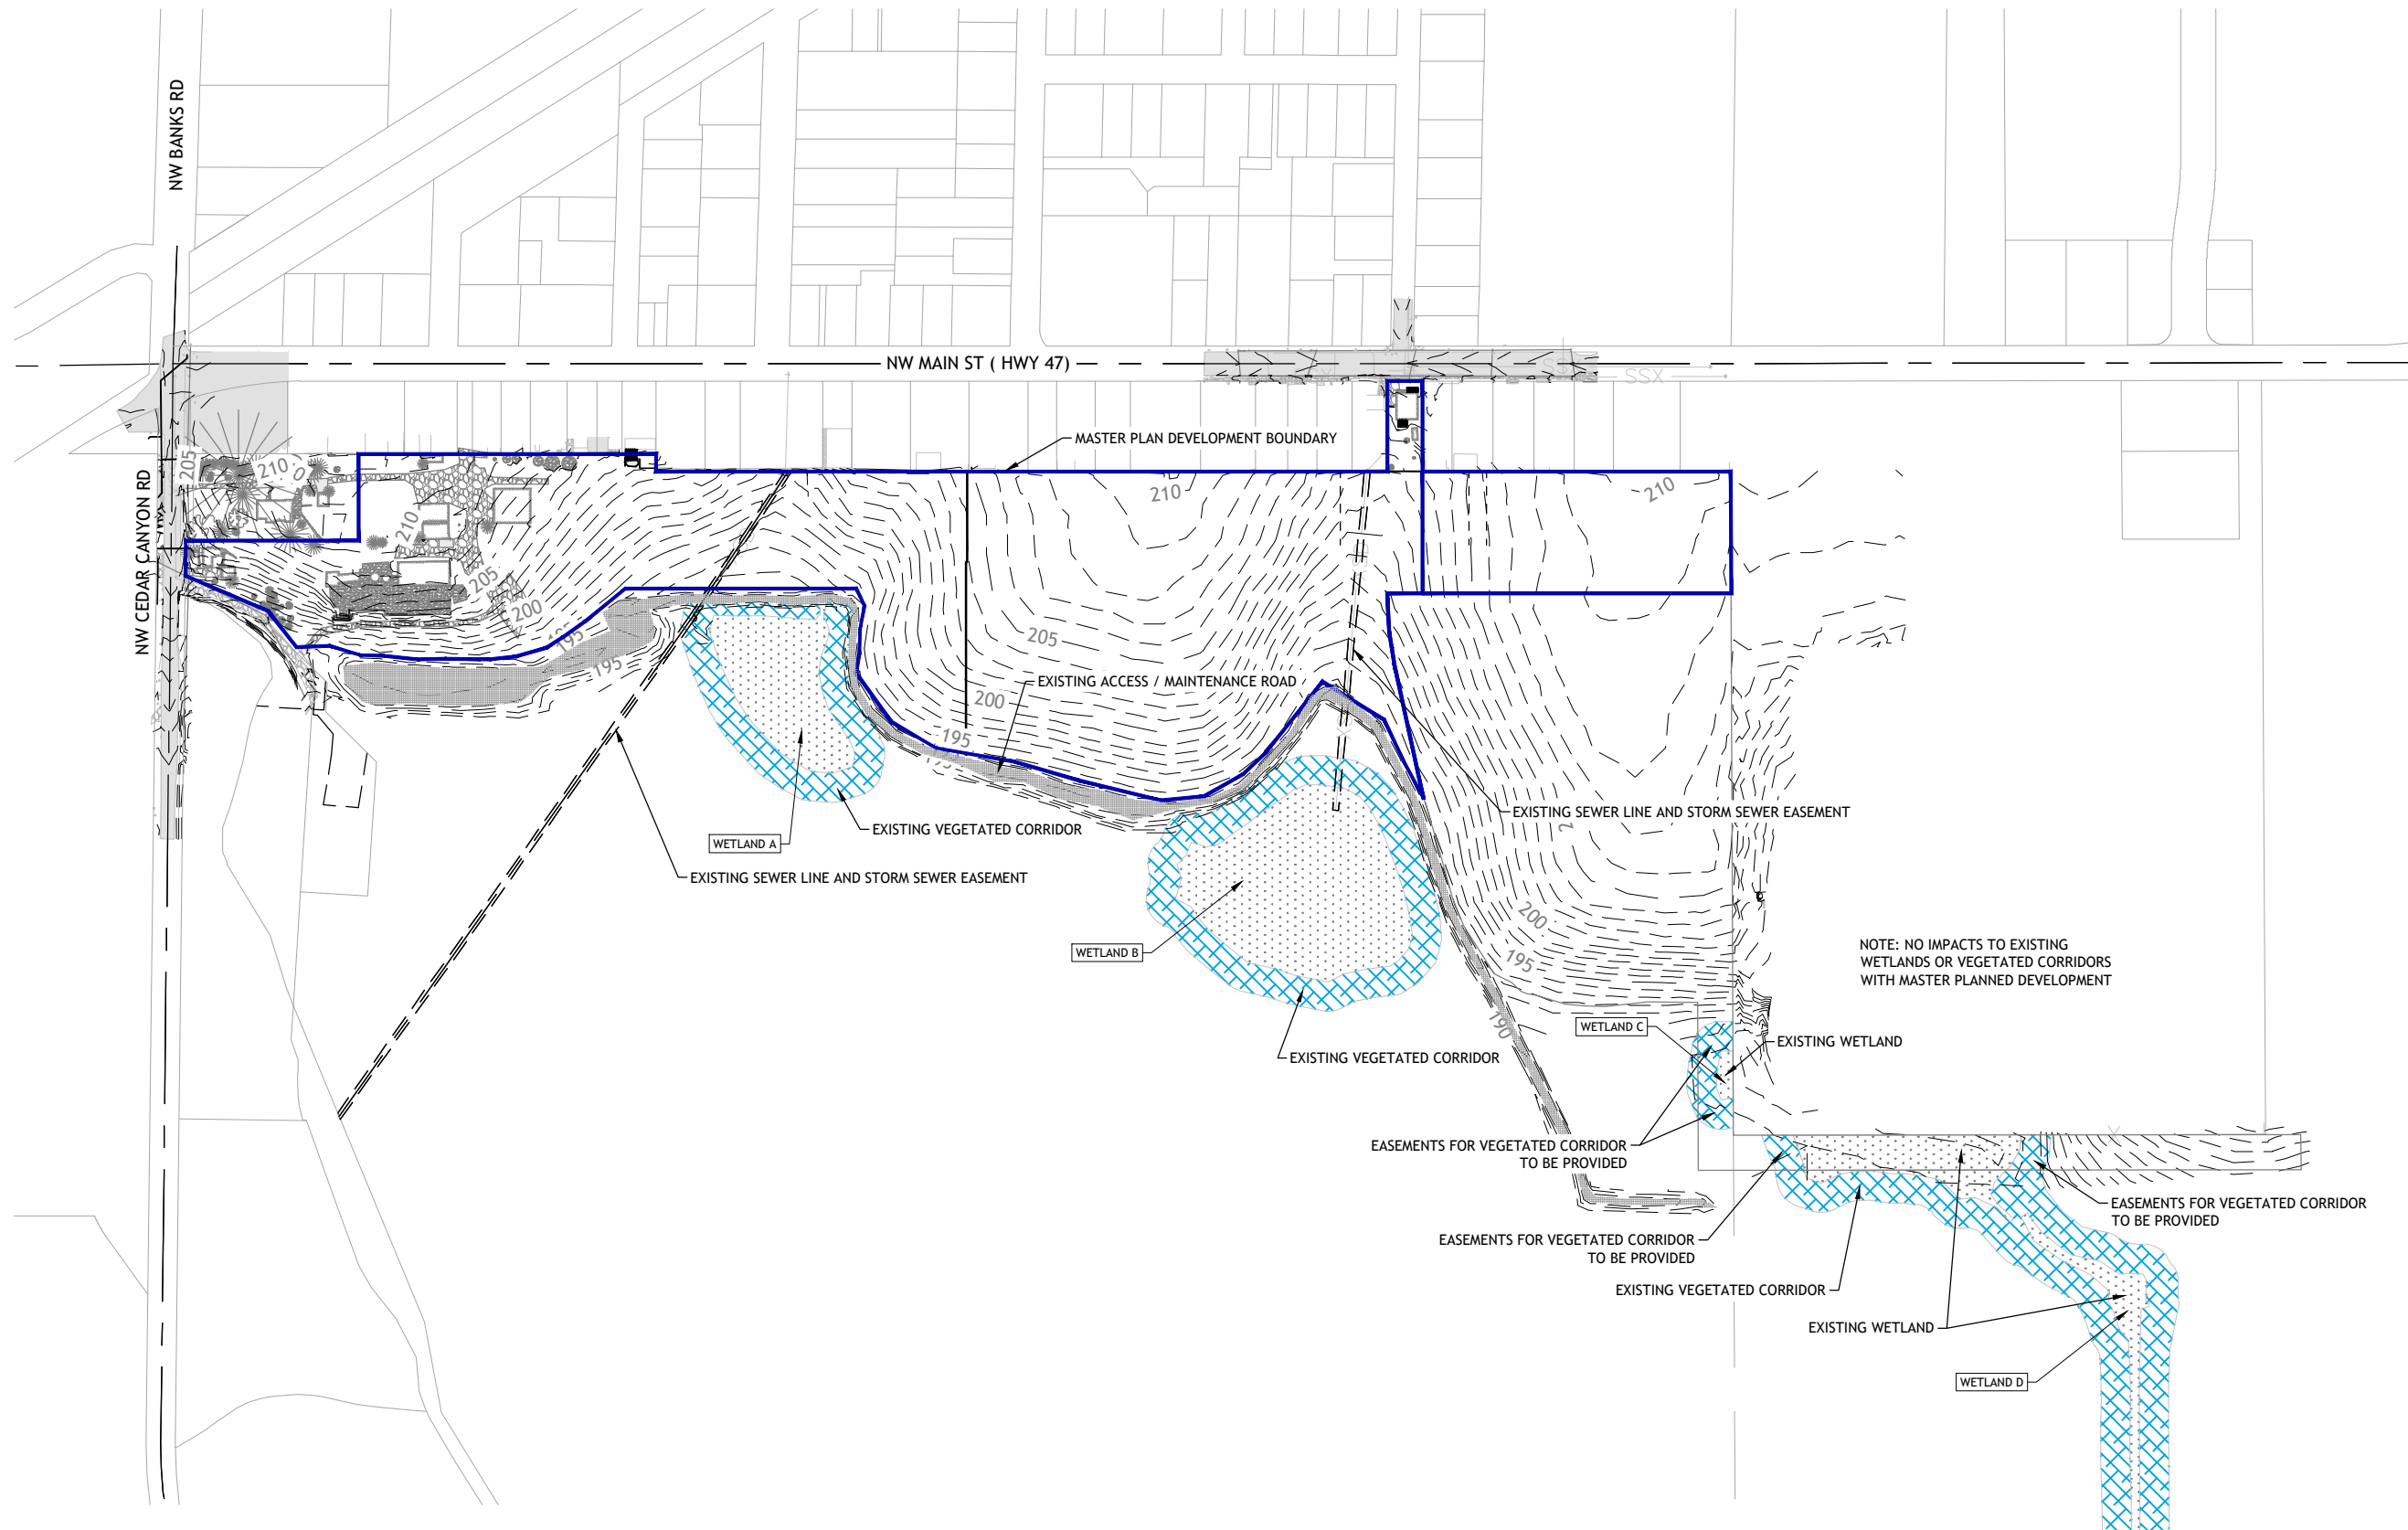 NW BANKS RD
NW MAIN ST ( HWY 47)
SSX
NW CEDAR CANYON RD
205
210
210
MASTER PLAN DEVELOPMENT BOUNDARY
210
210
205
200
195
195
205
EXISTING ACCESS / MAINTENANCE ROAD
200
195
EXISTING SEWER LINE AND STORM SEWER EASEMENT
EXISTING VEGETATED CORRIDOR
WETLAND A
EXISTING SEWER LINE AND STORM SEWER EASEMENT
WETLAND B
200
195
190
NOTE: NO IMPACTS TO EXISTING
WETLANDS OR VEGETATED CORRIDORS
WITH MASTER PLANNED DEVELOPMENT
WETLAND C
EXISTING WETLAND
EXISTING VEGETATED CORRIDOR
EASEMENTS FOR VEGETATED CORRIDOR
TO BE PROVIDED
EASEMENTS FOR VEGETATED CORRIDOR
TO BE PROVIDED
EASEMENTS FOR VEGETATED CORRIDOR
TO BE PROVIDED
EXISTING VEGETATED CORRIDOR
EXISTING WETLAND
WETLAND D